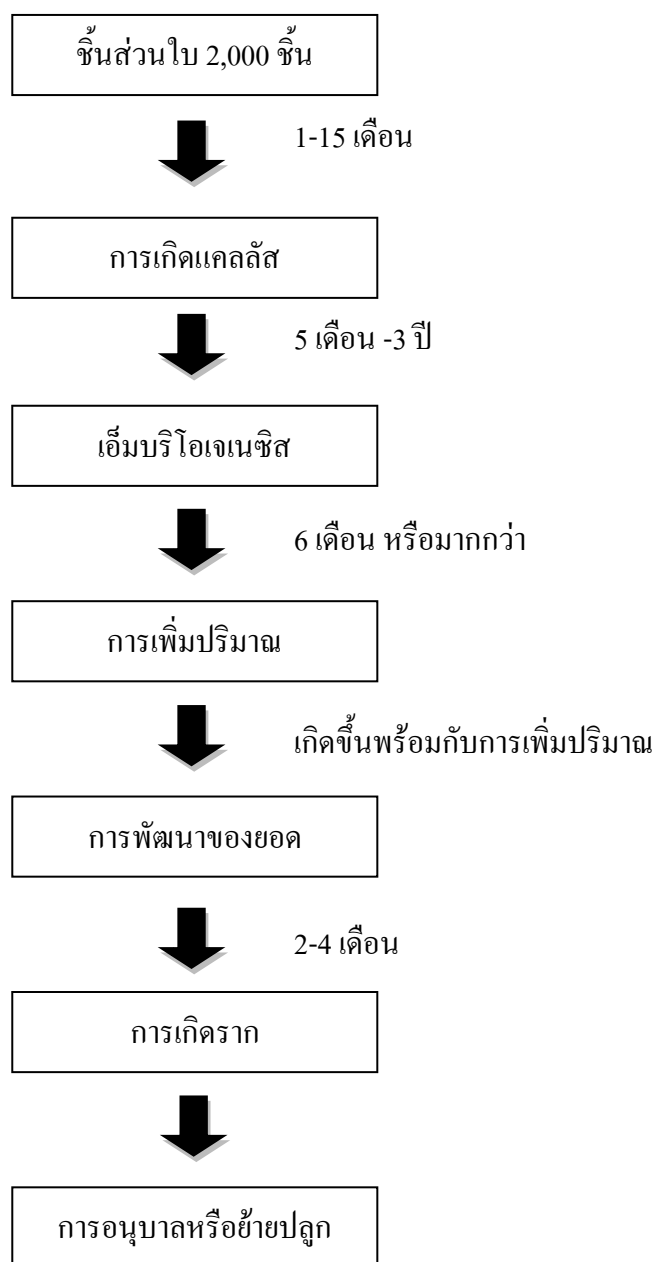 ชิ้นส่วนใบ 2,000 ชิ้น
1-15 เดือน
การเกิดแคลลัส
5 เดือน -3 ปี
เอ็มบริโอเจเนซิส
6 เดือน หรือมากกว่า
การเพิ่มปริมาณ
เกิดขึ้นพร้อมกับการเพิ่มปริมาณ
การพัฒนาของยอด
2-4 เดือน
การเกิดราก
การอนุบาลหรือย้ายปลูก